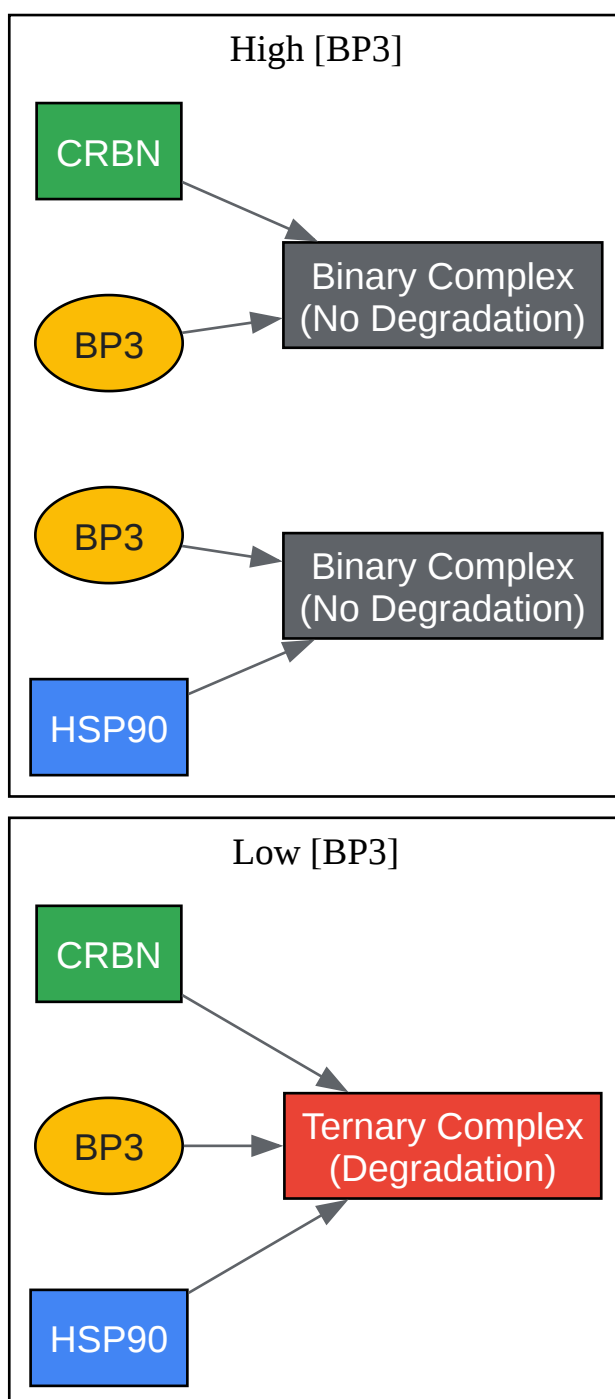 High [BP3]
CRBN
Binary Complex
(No Degradation)
BP3
BP3
Binary Complex
(No Degradation)
HSP90
Low [BP3]
CRBN
BP3
Ternary Complex
(Degradation)
HSP90